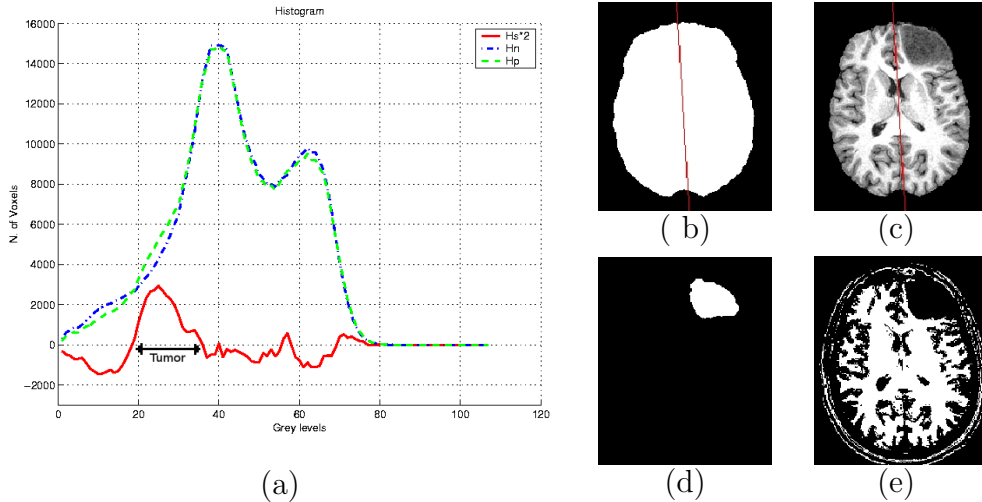 Histogram
16000
14000
12000
10000
8000
6000
4000
2000
0
−2000
N. of Voxels
Hs*2
Hn
Hp
Tumor
0 20 40 60 80 100 120
Grey levels
(a)
( b)
(c)
(d)
(e)